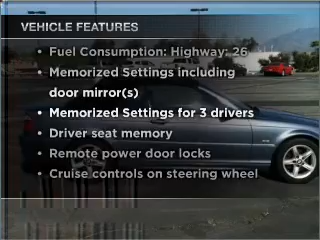 VEHICLE FEATURES
• Fuel Consumption: Highway: 26
• Memorized Settings including
door mirror(s)
• Memorized Settings for 3 drivers
• Driver seat memory
• Remote power door locks
• Cruise controls on steering wheel